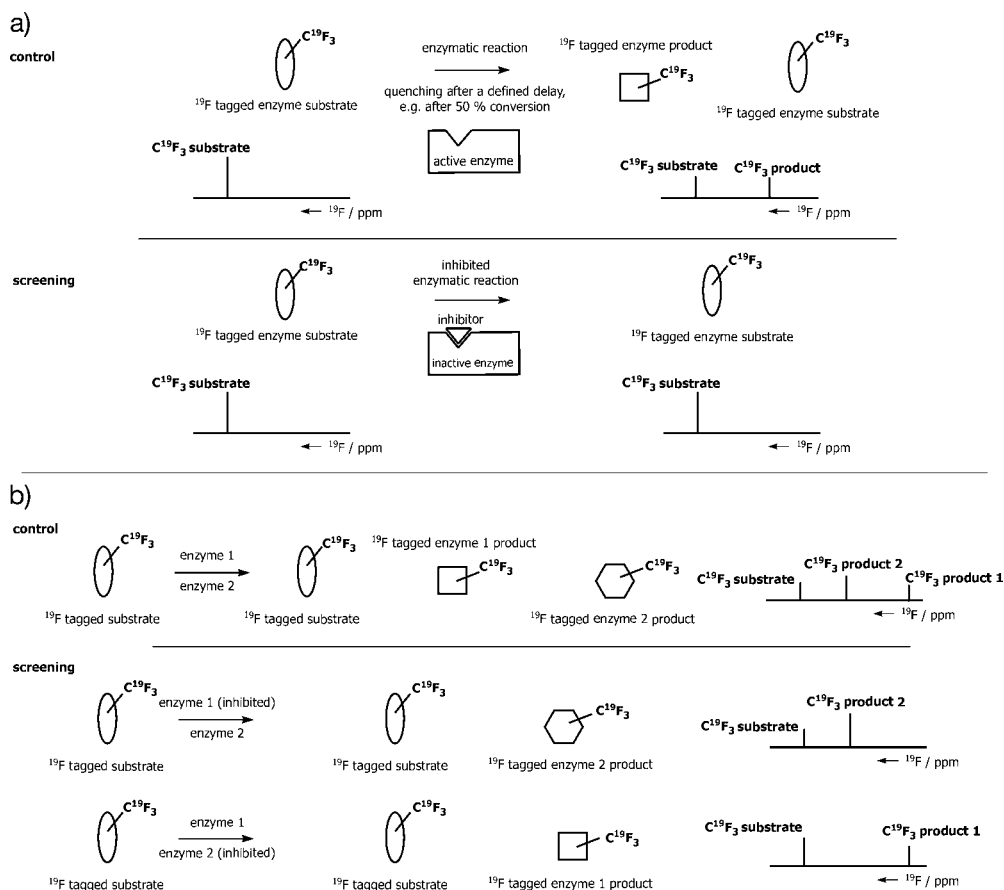 a)
control
C¹⁹F₃
¹⁹F tagged enzyme substrate
enzymatic reaction
quenching after a defined delay,
e.g. after 50 % conversion
active enzyme
¹⁹F tagged enzyme product
C¹⁹F₃
C¹⁹F₃
¹⁹F tagged enzyme substrate
C¹⁹F₃ substrate
¹⁹F / ppm
C¹⁹F₃ substrate
C¹⁹F₃ product
¹⁹F / ppm
screening
C¹⁹F₃
¹⁹F tagged enzyme substrate
inhibited
enzymatic reaction
inhibitor
inactive enzyme
C¹⁹F₃
¹⁹F tagged enzyme substrate
C¹⁹F₃ substrate
¹⁹F / ppm
C¹⁹F₃ substrate
¹⁹F / ppm
b)
control
C¹⁹F₃
¹⁹F tagged substrate
enzyme 1
enzyme 2
C¹⁹F₃
¹⁹F tagged substrate
¹⁹F tagged enzyme 1 product
C¹⁹F₃
C¹⁹F₃
¹⁹F tagged enzyme 2 product
C¹⁹F₃ substrate
C¹⁹F₃ product 2
C¹⁹F₃ product 1
¹⁹F / ppm
screening
C¹⁹F₃
¹⁹F tagged substrate
enzyme 1 (inhibited)
enzyme 2
C¹⁹F₃
¹⁹F tagged substrate
C¹⁹F₃
¹⁹F tagged enzyme 2 product
C¹⁹F₃ substrate
C¹⁹F₃ product 2
¹⁹F / ppm
C¹⁹F₃
¹⁹F tagged substrate
enzyme 1
enzyme 2 (inhibited)
C¹⁹F₃
¹⁹F tagged substrate
C¹⁹F₃
¹⁹F tagged enzyme 1 product
C¹⁹F₃ substrate
C¹⁹F₃ product 1
¹⁹F / ppm